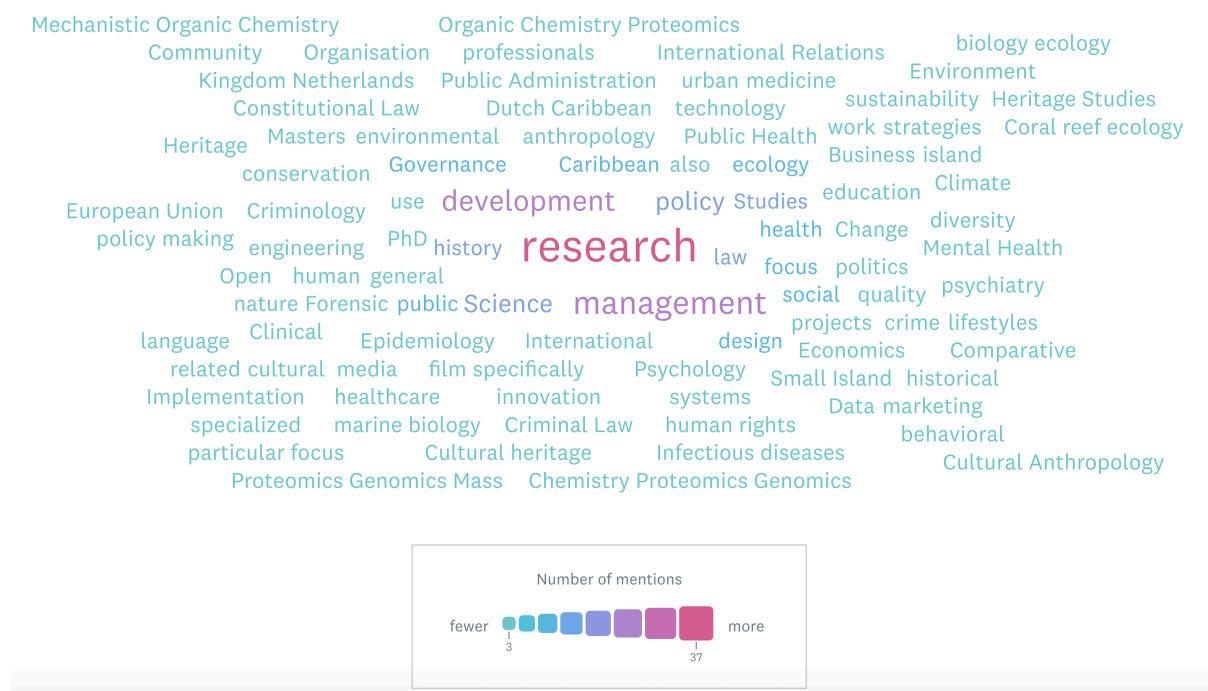 Mechanistic Organic Chemistry Organic Chemistry Proteomics
biology ecology
Community Organisation professionals International Relations
Environment
Kingdom Netherlands Public Administration urban medicine
sustainability Heritage Studies
Constitutional Law Dutch Caribbean technology
work strategies Coral reef ecology
Heritage Masters environmental anthropology Public Health
Business island
conservation Governance Caribbean also ecology
education Climate
use development policy Studies
European Union Criminology
diversity
health Change
policy making engineering PhD history research law
Mental Health
focus politics
Open human general
psychiatry
social quality
nature Forensic public Science management
projects crime lifestyles
language Clinical Epidemiology International design
Economics Comparative
related cultural media film specifically Psychology
Small Island historical
Implementation healthcare innovation systems
Data marketing
specialized marine biology Criminal Law human rights
behavioral
particular focus Cultural heritage Infectious diseases
Cultural Anthropology
Proteomics Genomics Mass Chemistry Proteomics Genomics
Number of mentions
fewer more
3 37